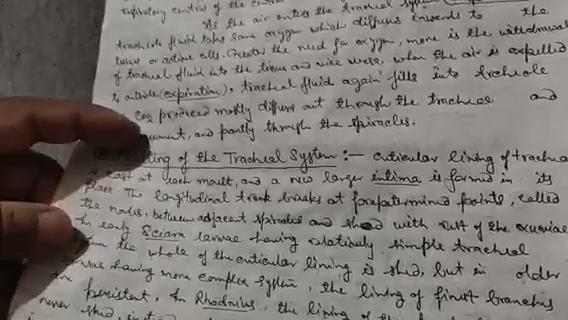 respiratory centres of the central
As the air enters the tracheal system
tracheole fluid takes some oxygen which diffuses inwards to the
tissue or active cells. Greater the need for oxygen, more is the withdrawal
of tracheal fluid into the tissue and vice versa. when the air is expelled
to outside (expiration), tracheal fluid again fills into tracheole
CO2 produced mostly diffuses out through the tracheae and
and partly through the spiracles.
of the Tracheal System :— cuticular lining of trachea
is cast at each moult, and a new larger intima is formed in its
place. The longitudinal trunk breaks at points, called
the nodes, between adjacent spiracles and shed with rest of the exuviae
In early Sciara larvae having relatively simple tracheal
the whole of the cuticular lining is shed, but in older
having more complex system, the lining of finest branches
persistent. In Rhodnius, the lining of
never shed,